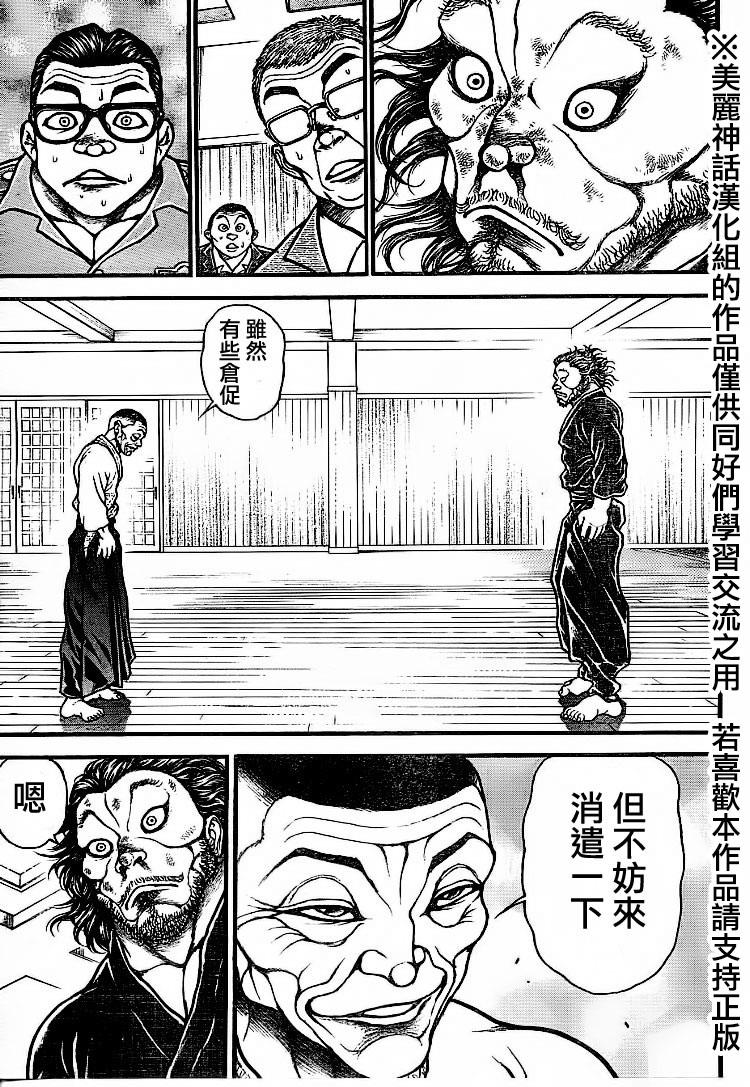 ※美麗神話漢化組的作品僅供同好們學習交流之用ー若喜歡本作品請支持正版ー
雖然
有些倉促
但不妨來
消遣一下
嗯